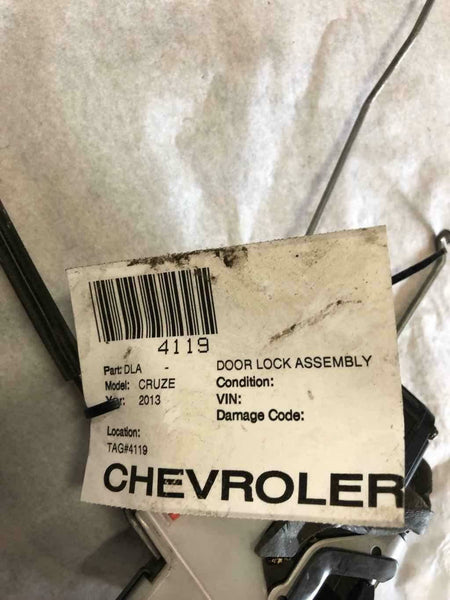 4119
Part: DLA - DOOR LOCK ASSEMBLY
Model: CRUZE Condition:
Year: 2013 VIN:
Damage Code:
Location:
TAG#4119
CHEVROLER